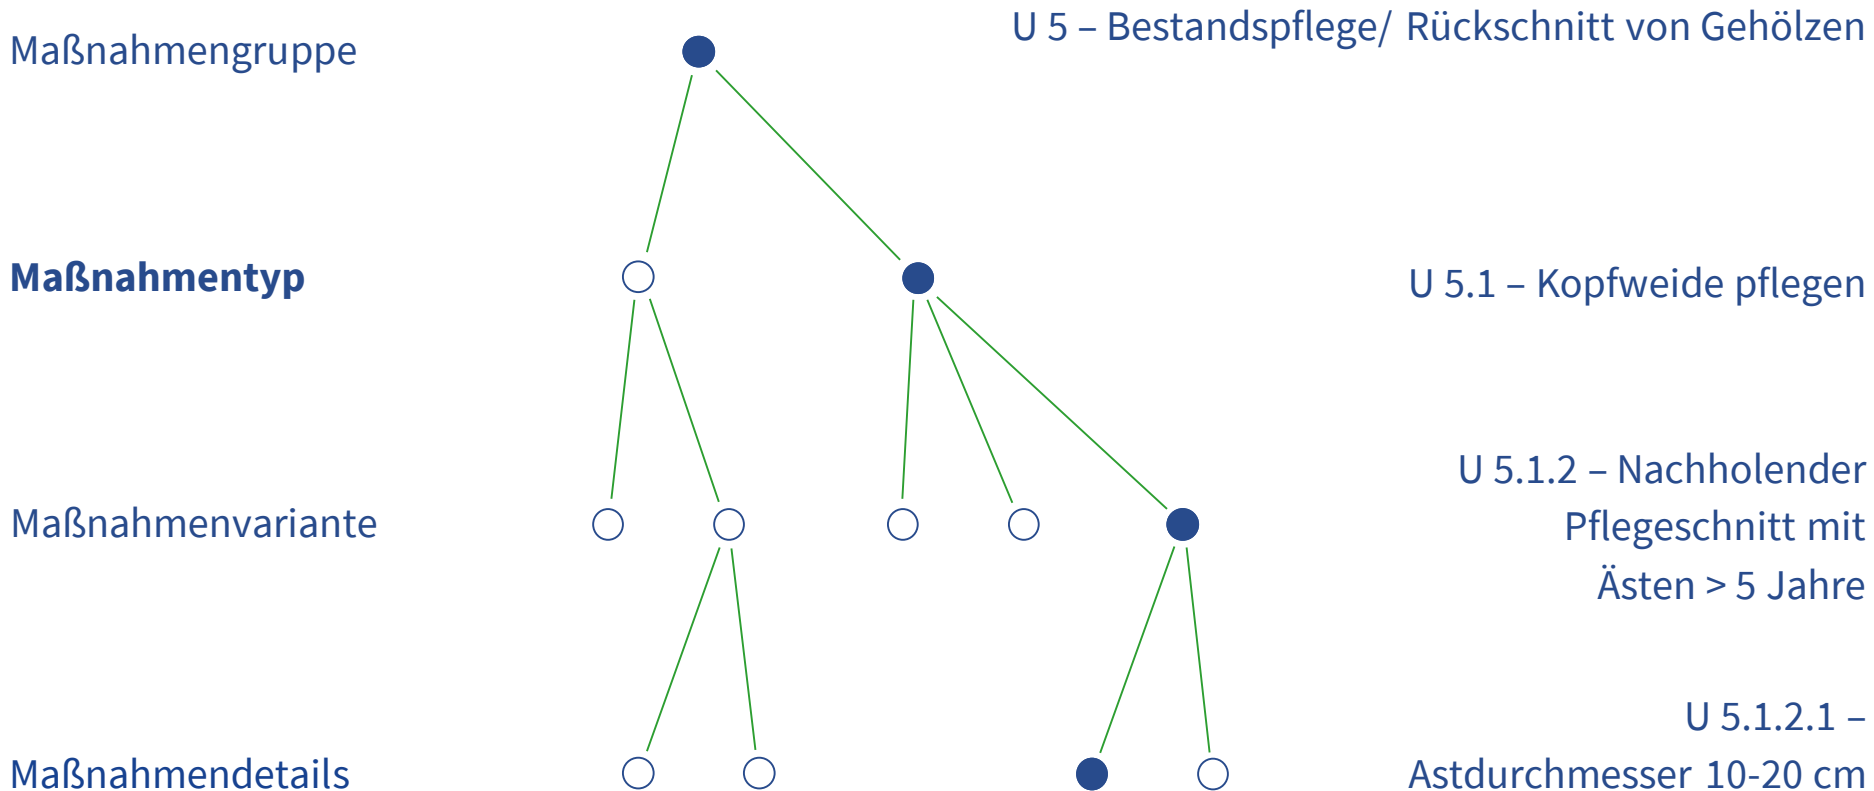 Maßnahmengruppe
U 5 – Bestandspflege/ Rückschnitt von Gehölzen
Maßnahmentyp
U 5.1 – Kopfweide pflegen
Maßnahmenvariante
U 5.1.2 – Nachholender
Pflegeschnitt mit
Ästen > 5 Jahre
Maßnahmendetails
U 5.1.2.1 –
Astdurchmesser 10-20 cm